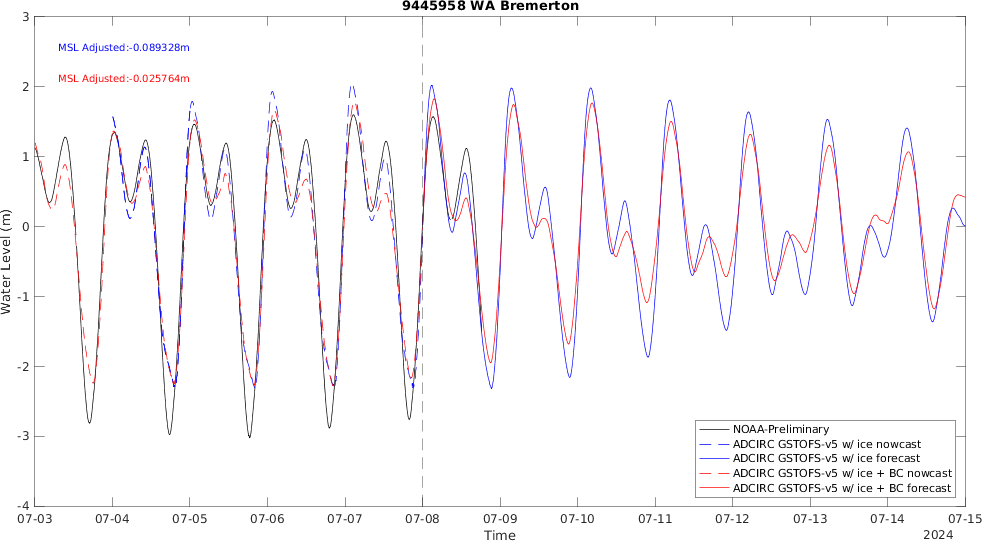 9445958 WA Bremerton
MSL Adjusted:-0.089328m
MSL Adjusted:-0.025764m
Water Level (m)
3
2
1
0
-1
-2
-3
-4
NOAA-Preliminary
ADCIRC GSTOFS-v5 w/ ice nowcast
ADCIRC GSTOFS-v5 w/ ice forecast
ADCIRC GSTOFS-v5 w/ ice + BC nowcast
ADCIRC GSTOFS-v5 w/ ice + BC forecast
07-03 07-04 07-05 07-06 07-07 07-08 07-09 07-10 07-11 07-12 07-13 07-14 07-15
Time
2024